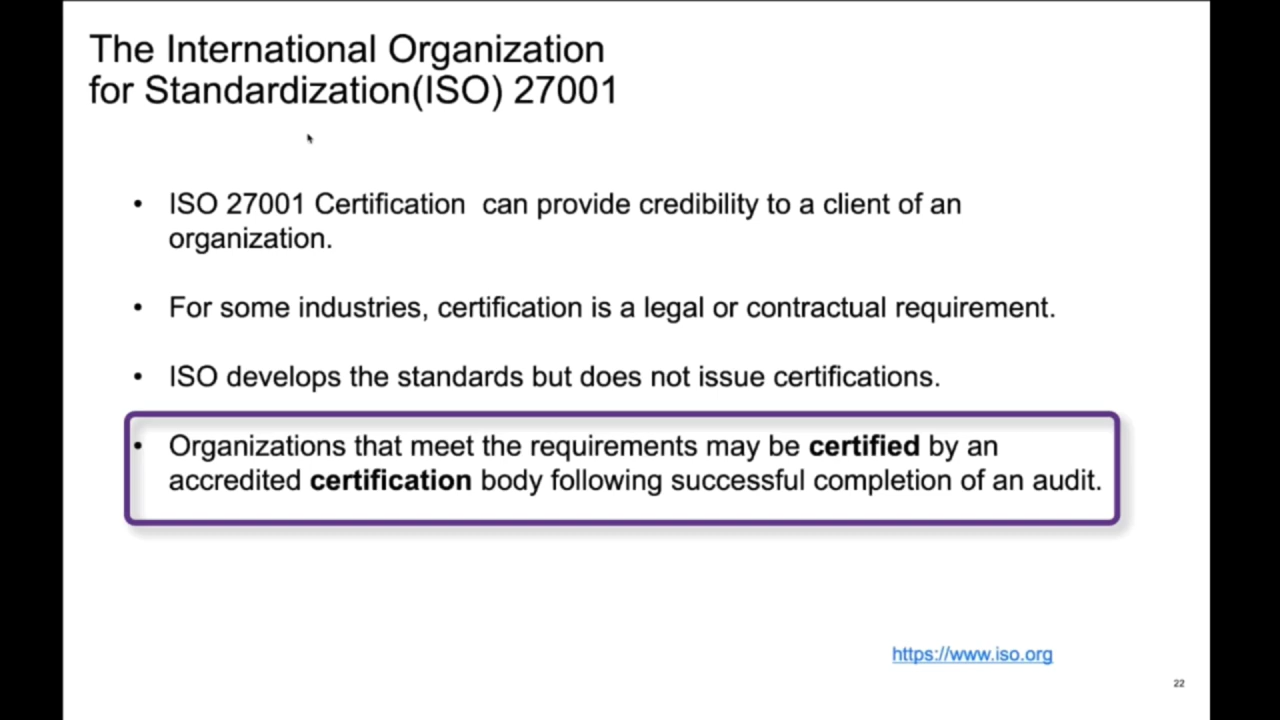 The International Organization
for Standardization(ISO) 27001
• ISO 27001 Certification  can provide credibility to a client of an
organization.
• For some industries, certification is a legal or contractual requirement.
• ISO develops the standards but does not issue certifications.
• Organizations that meet the requirements may be certified by an
accredited certification body following successful completion of an audit.
https://www.iso.org
22